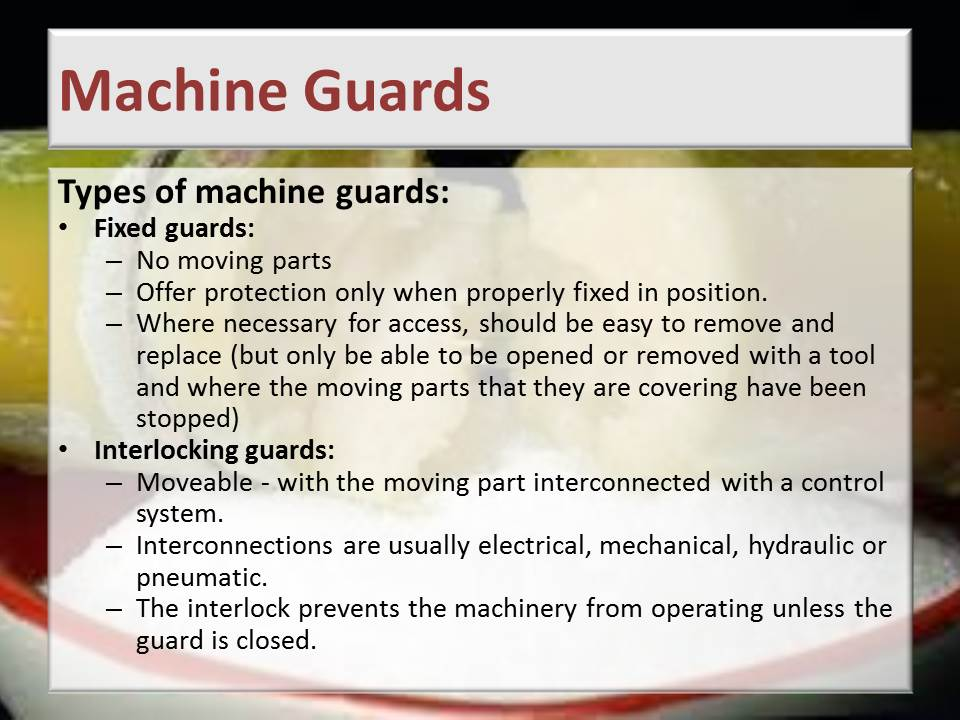 Machine Guards
Types of machine guards:
• Fixed guards:
– No moving parts
– Offer protection only when properly fixed in position.
– Where necessary for access, should be easy to remove and
replace (but only be able to be opened or removed with a tool
and where the moving parts that they are covering have been
stopped)
• Interlocking guards:
– Moveable - with the moving part interconnected with a control
system.
– Interconnections are usually electrical, mechanical, hydraulic or
pneumatic.
– The interlock prevents the machinery from operating unless the
guard is closed.